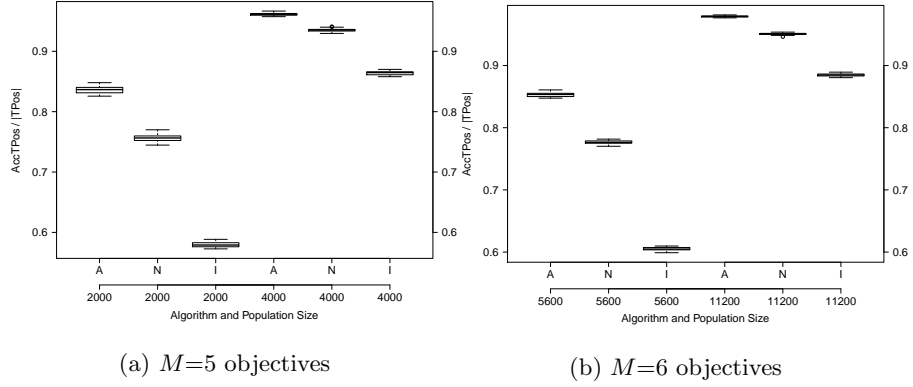 AccTPos / |TPos|
0.9
0.8
0.7
0.6
0.9
0.8
0.7
0.6
A N I A N I
2000 2000 2000 4000 4000 4000
Algorithm and Population Size
(a) M=5 objectives
AccTPos / |TPos|
0.9
0.8
0.7
0.6
0.9
0.8
0.7
0.6
A N I A N I
5600 5600 5600 11200 11200 11200
Algorithm and Population Size
(b) M=6 objectives